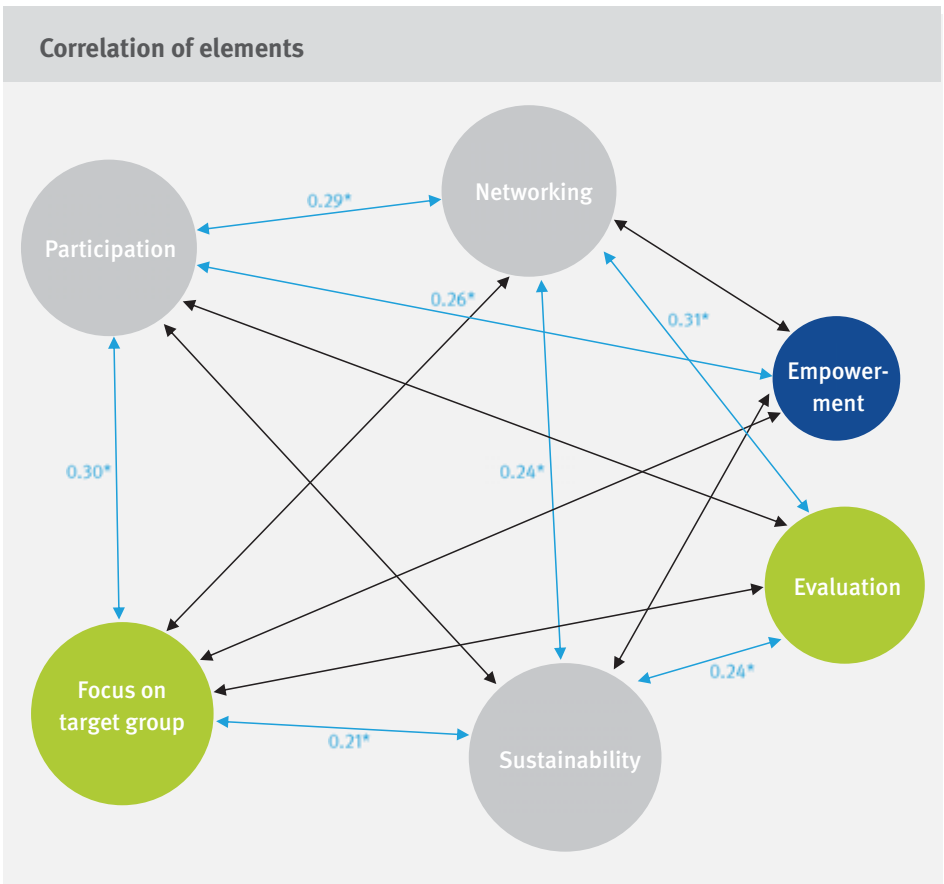 Correlation of elements
Networking
0.29*
Participation
0.26*
0.31*
Empower-
ment
0.30*
0.24*
Evaluation
0.24*
Focus on
target group
0.21*
Sustainability